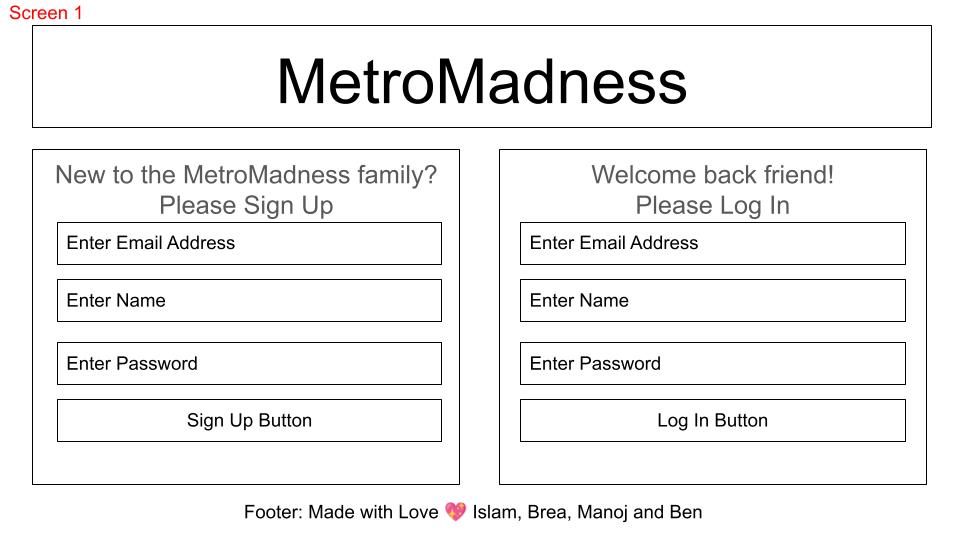 Screen 1
MetroMadness
New to the MetroMadness family?
Please Sign Up
Enter Email Address
Enter Name
Enter Password
Sign Up Button
Welcome back friend!
Please Log In
Enter Email Address
Enter Name
Enter Password
Log In Button
Footer: Made with Love 💖 Islam, Brea, Manoj and Ben